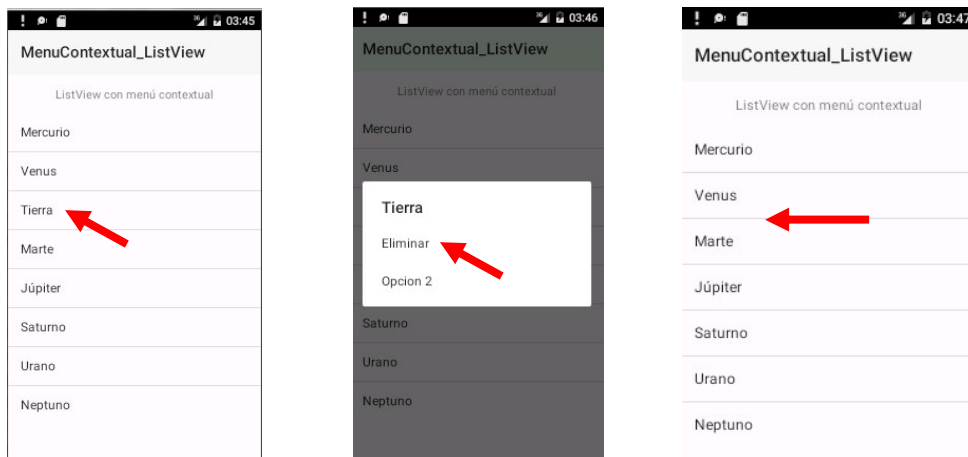 03:45
MenuContextual_ListView
ListView con menú contextual
Mercurio
Venus
Tierra
Marte
Júpiter
Saturno
Urano
Neptuno
03:46
MenuContextual_ListView
ListView con menú contextual
Mercurio
Venus
Tierra
Eliminar
Opcion 2
Saturno
Urano
Neptuno
03:47
MenuContextual_ListView
ListView con menú contextual
Mercurio
Venus
Marte
Júpiter
Saturno
Urano
Neptuno